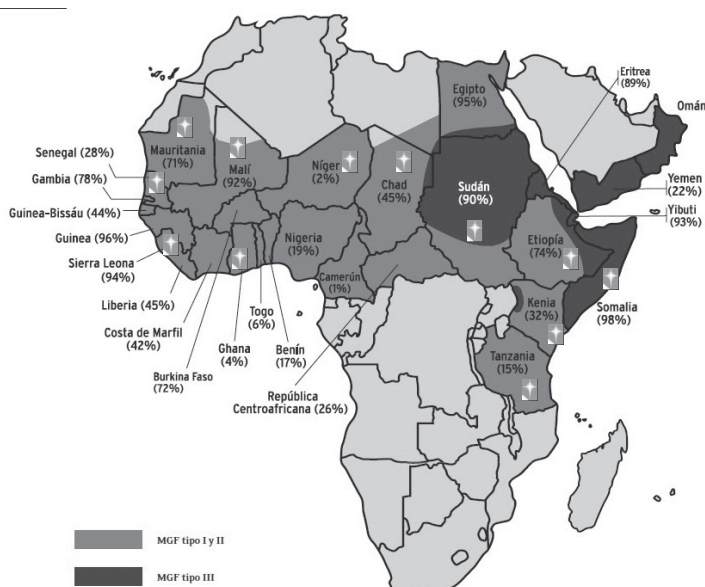 Egipto
(95%)
Eritrea
(89%)
Omán
Senegal (28%)
Mauritania
(71%)
Malí
(92%)
Níger
(2%)
Chad
(45%)
Sudán
(90%)
Yemen
(22%)
Gambia (78%)
Yibuti
(93%)
Guinea-Bissáu (44%)
Guinea (96%)
Nigeria
(19%)
Etiopía
(74%)
Sierra Leona
(94%)
Camerún
(1%)
Kenia
(32%)
Somalia
(98%)
Liberia (45%)
Togo
(6%)
Costa de Marfil
(42%)
Ghana
(4%)
Benín
(17%)
Tanzania
(15%)
Burkina Faso
(72%)
República
Centroafricana (26%)
MGF tipo I y II
MGF tipo III